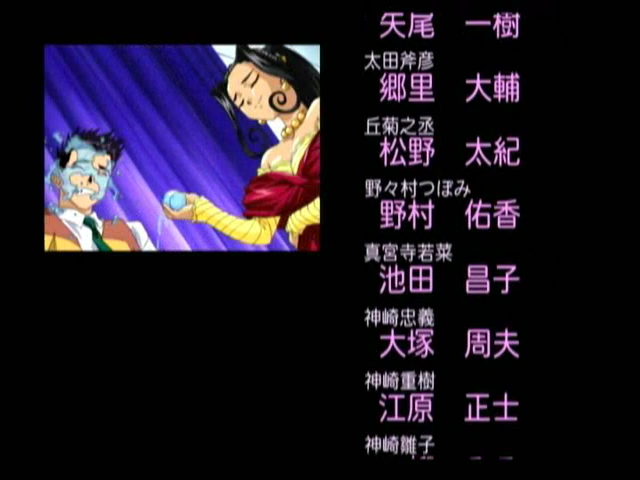 矢尾 一樹
太田斧彦
郷里 大輔
丘菊之丞
松野 太紀
野々村つぼみ
野村 佑香
真宮寺若菜
池田 昌子
神崎忠義
大塚 周夫
神崎重樹
江原 正士
神崎雛子